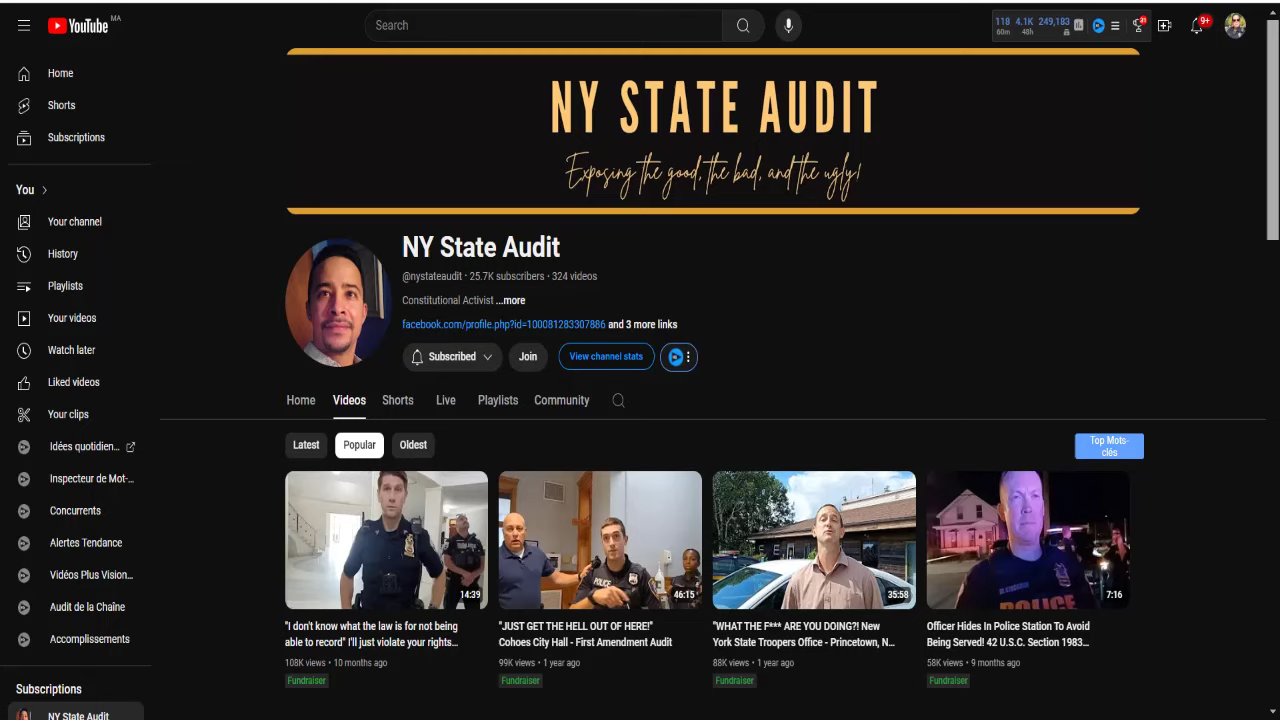 YouTube MA
Search
118 4.1K 249,183
60m 48h
31
9+
Home
Shorts
Subscriptions
You
Your channel
History
Playlists
Your videos
Watch later
Liked videos
Your clips
Idées quotidien...
Inspecteur de Mot-...
Concurrents
Alertes Tendance
Vidéos Plus Vision...
Audit de la Chaîne
Accomplissements
Subscriptions
NY State Audit
NY STATE AUDIT
Exposing the good, the bad, and the ugly!
NY State Audit
@nystateaudit · 25.7K subscribers · 324 videos
Constitutional Activist ...more
facebook.com/profile.php?id=100081283307886 and 3 more links
Subscribed Join View channel stats
Home Videos Shorts Live Playlists Community
Latest Popular Oldest
Top Mots-
clés
14:39
"I don't know what the law is for not being
able to record" I'll just violate your rights...
108K views · 10 months ago
Fundraiser
POLICE
46:15
"JUST GET THE HELL OUT OF HERE!"
Cohoes City Hall - First Amendment Audit
99K views · 1 year ago
Fundraiser
35:58
"WHAT THE F*** ARE YOU DOING?! New
York State Troopers Office - Princetown, N...
88K views · 1 year ago
Fundraiser
POLICE
7:16
Officer Hides In Police Station To Avoid
Being Served! 42 U.S.C. Section 1983...
58K views · 9 months ago
Fundraiser